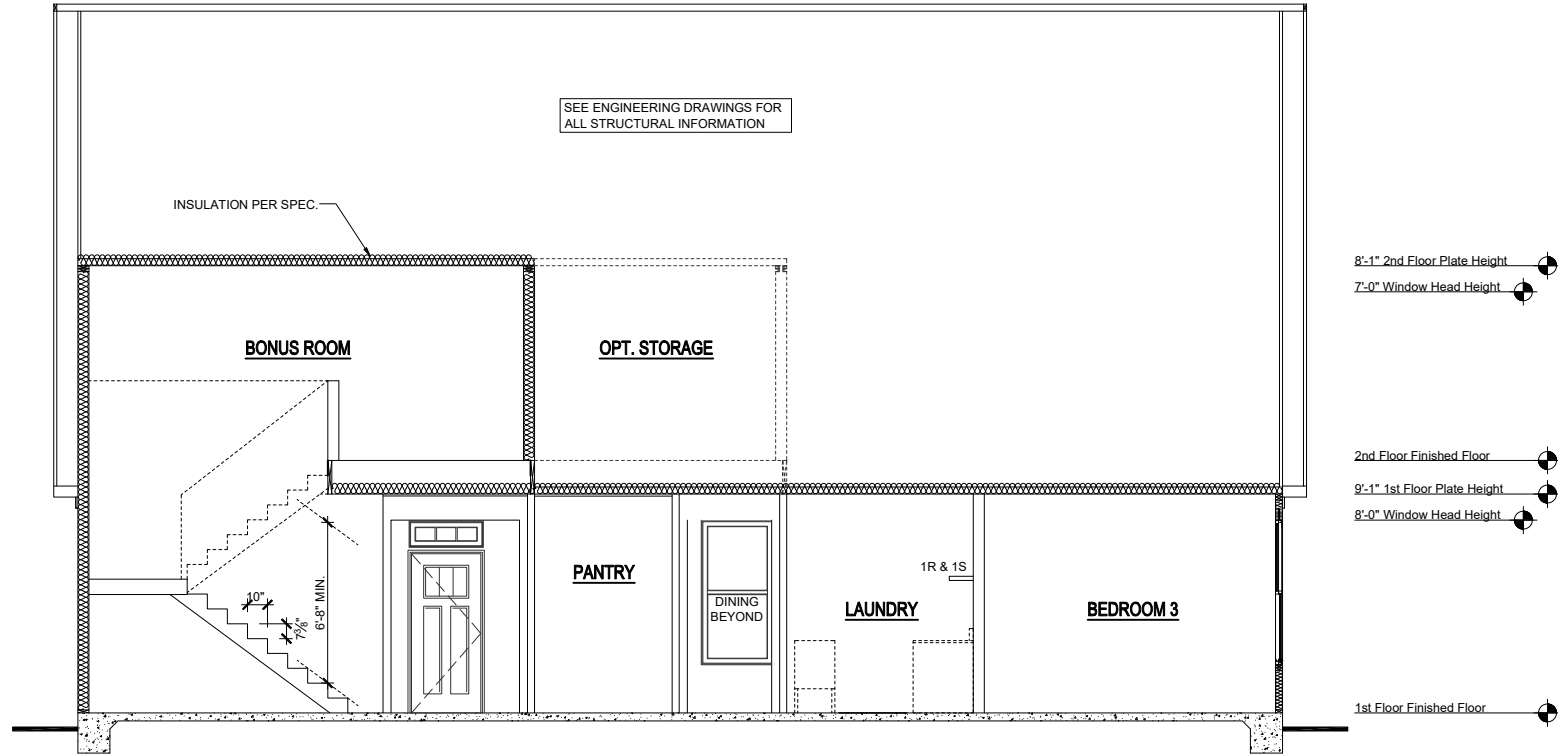 SEE ENGINEERING DRAWINGS FOR
ALL STRUCTURAL INFORMATION
INSULATION PER SPEC.
8'-1" 2nd Floor Plate Height
7'-0" Window Head Height
BONUS ROOM
OPT. STORAGE
2nd Floor Finished Floor
9'-1" 1st Floor Plate Height
8'-0" Window Head Height
1R & 1S
PANTRY
10"
7 3/8"
6'-8" MIN.
DINING
BEYOND
LAUNDRY
BEDROOM 3
1st Floor Finished Floor